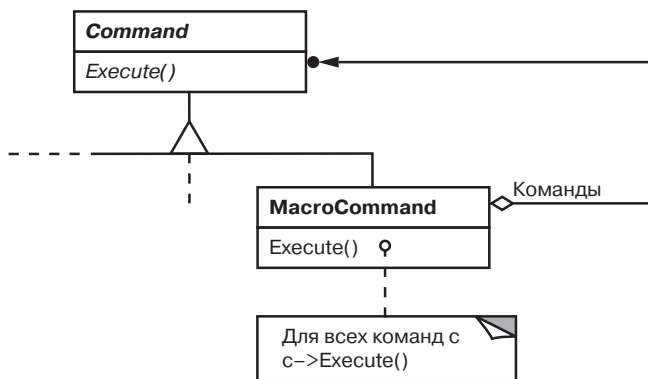 Command
Execute()
Команды
MacroCommand
Execute()
Для всех команд с
c–>Execute()